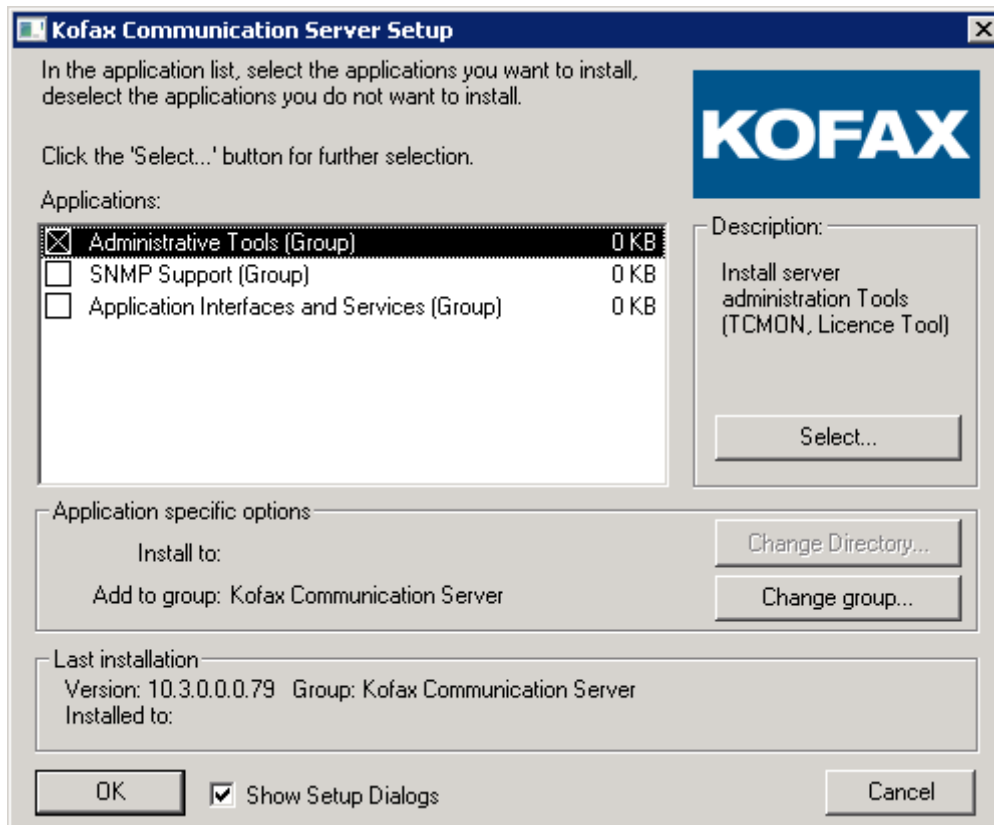 Kofax Communication Server Setup
In the application list, select the applications you want to install,
deselect the applications you do not want to install.
Click the 'Select...' button for further selection.
KOFAX
Applications:
Administrative Tools (Group) 0 KB
SNMP Support (Group) 0 KB
Application Interfaces and Services (Group) 0 KB
Description:
Install server
administration Tools
(TCMON, Licence Tool)
Select...
Application specific options
Install to:
Change Directory...
Add to group: Kofax Communication Server
Change group...
Last installation
Version: 10.3.0.0.0.79 Group: Kofax Communication Server
Installed to:
OK
Show Setup Dialogs
Cancel